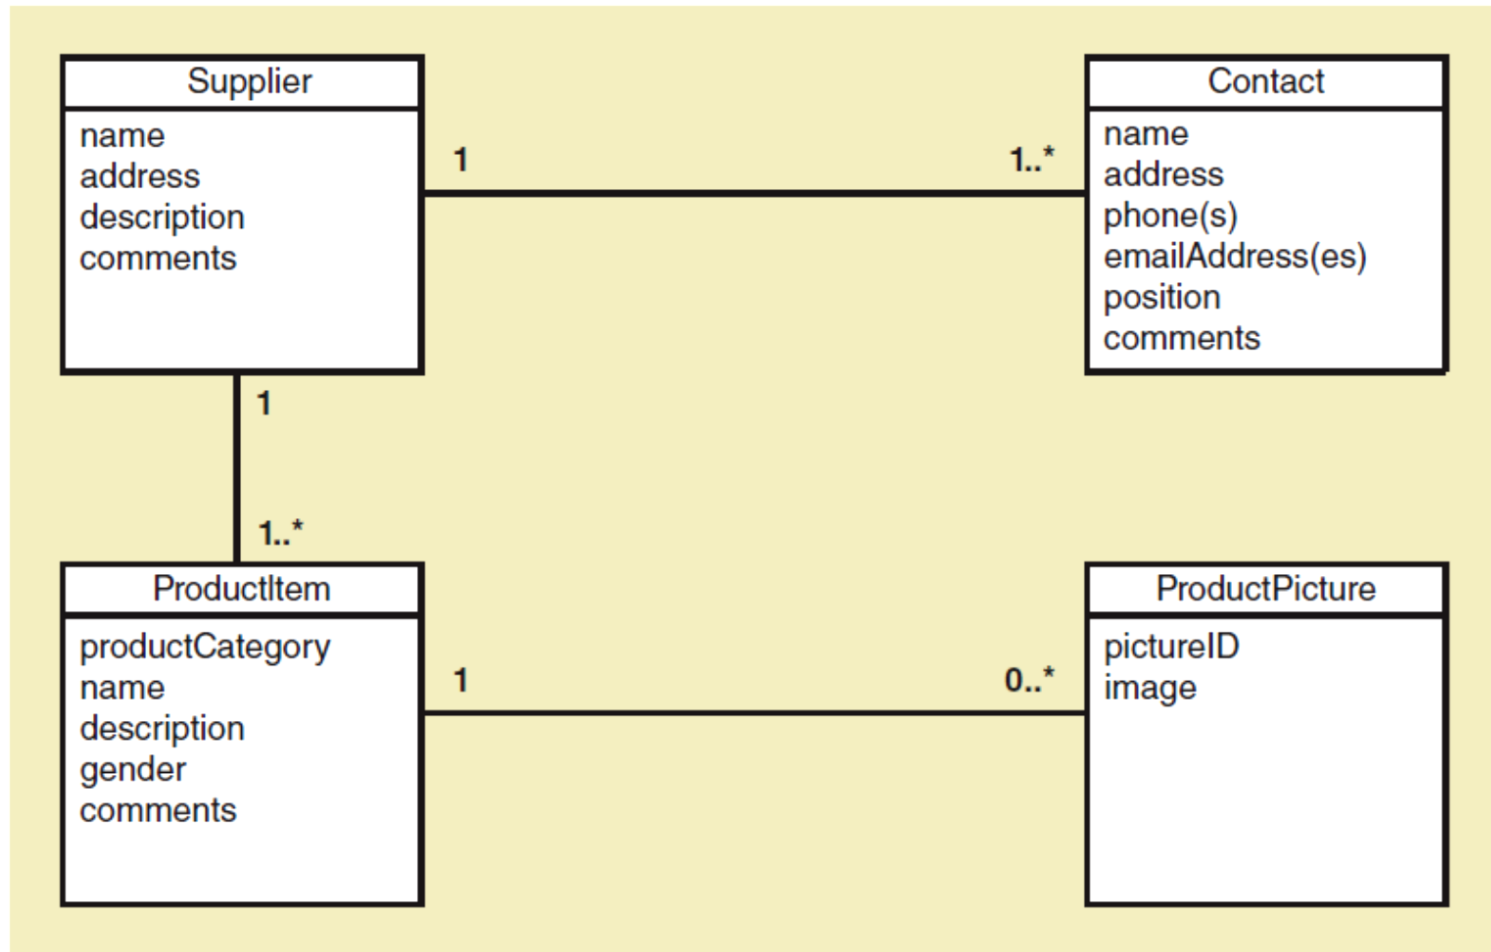 Supplier
name
address
description
comments
1
1..*
Contact
name
address
phone(s)
emailAddress(es)
position
comments
1
1..*
ProductItem
productCategory
name
description
gender
comments
1
0..*
ProductPicture
pictureID
image